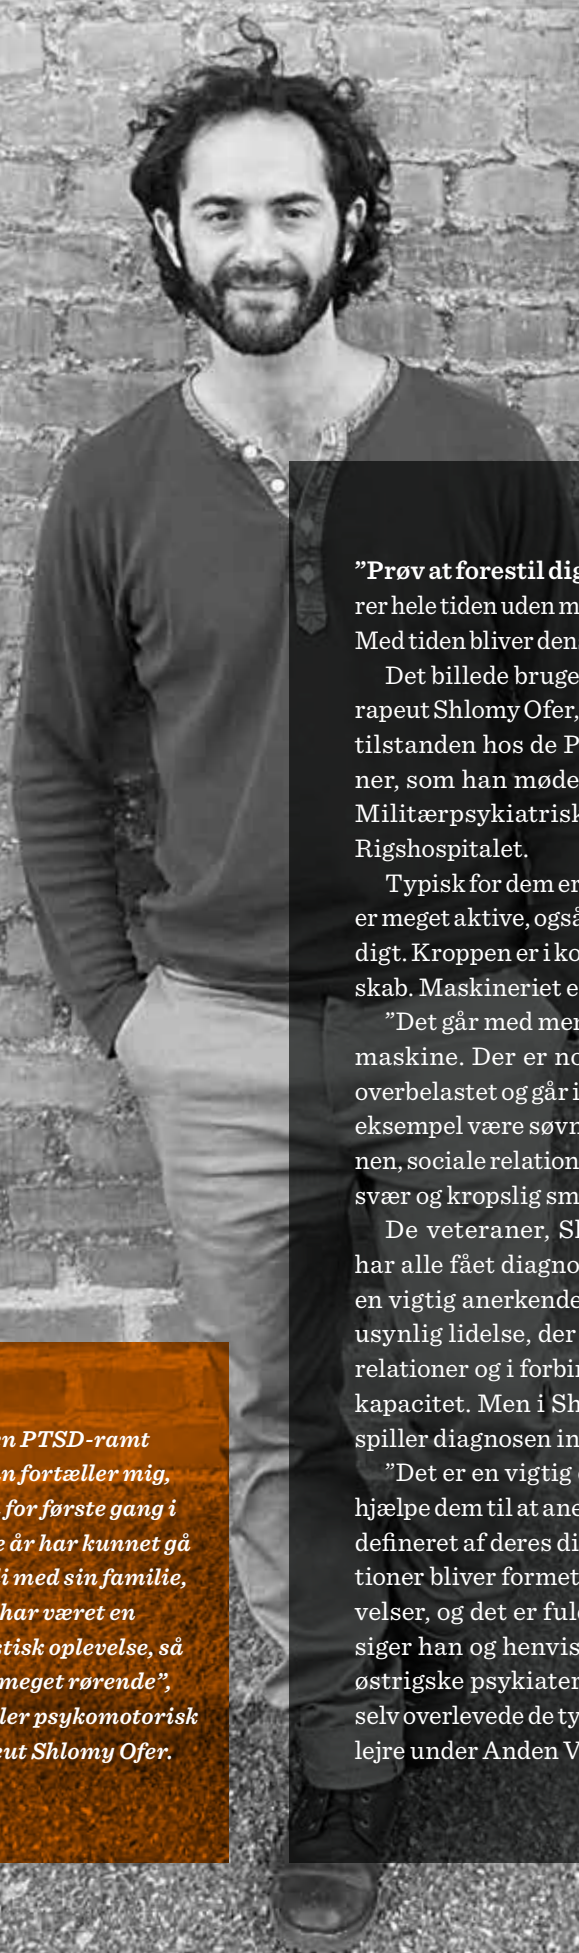 ”Prøv at forestil dig
rer hele tiden uden m
Med tiden bliver den
Det billede bruge
rapeut Shlomy Ofer,
tilstanden hos de P
ner, som han møde
Militærpsykiatrisk
Rigshospitalet.
Typisk for dem er
er meget aktive, også
digt. Kroppen er i ko
skab. Maskineriet e
”Det går med men
maskine. Der er no
overbelastet og går i
eksempel være søvn
nen, sociale relation
svær og kropslig sm
De veteraner, Sh
har alle fået diagno
en vigtig anerkende
usynlig lidelse, der
relationer og i forbin
kapacitet. Men i Sh
spiller diagnosen in
”Det er en vigtig
hjælpe dem til at ane
defineret af deres di
tioner bliver formet
velser, og det er ful
siger han og henvis
østrigske psykiater
selv overlevede de ty
lejre under Anden V
n PTSD-ramt
n fortæller mig,
for første gang i
e år har kunnet gå
i med sin familie,
har været en
tisk oplevelse, så
meget rørende”,
ler psykomotorisk
eut Shlomy Ofer.